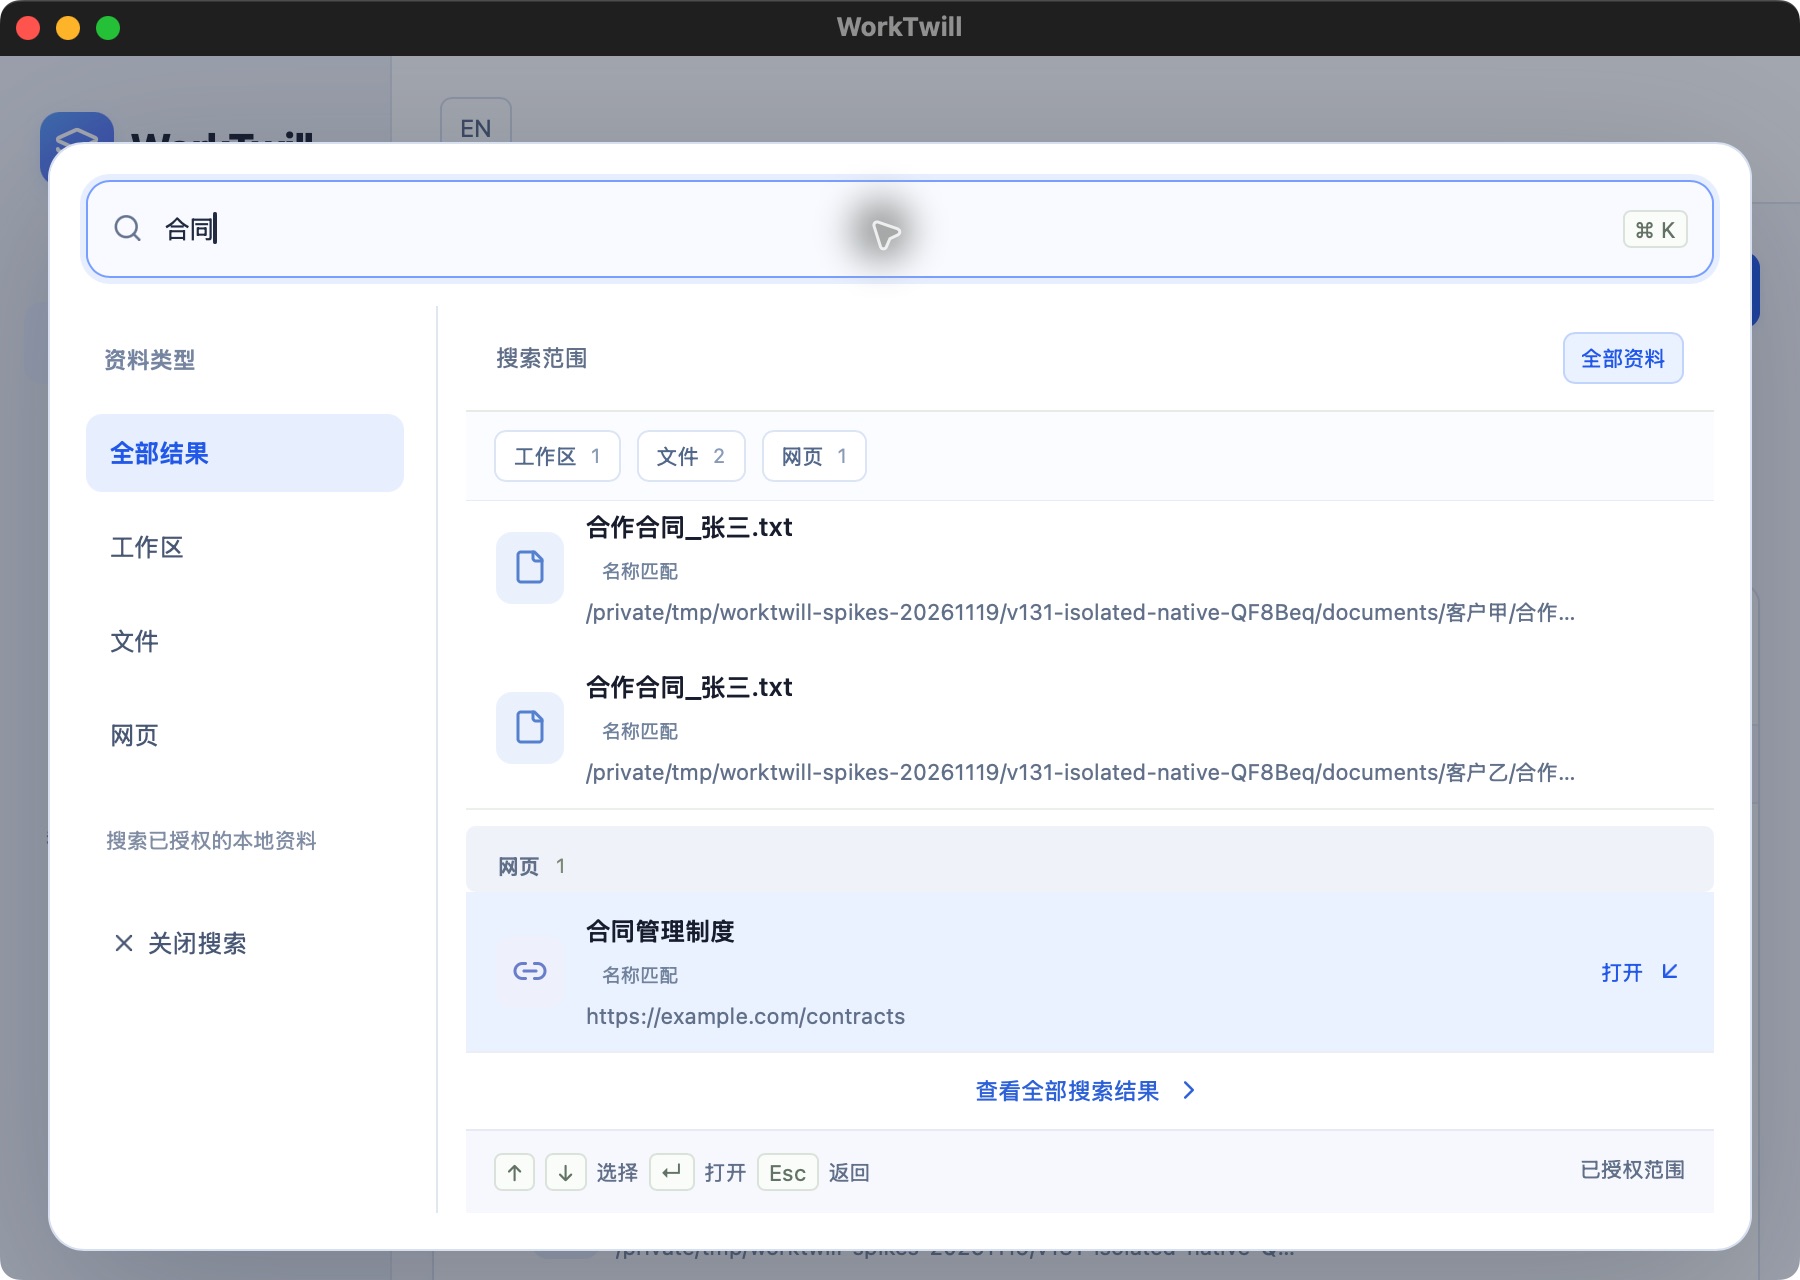 WorkTwill
WorkTwill
EN
合同
⌘ K
资料类型
全部结果
工作区
文件
网页
搜索已授权的本地资料
关闭搜索
搜索范围
全部资料
工作区 1
文件 2
网页 1
合作合同_张三.txt
名称匹配
/private/tmp/worktwill-spikes-20261119/v131-isolated-native-QF8Beq/documents/客户甲/合作...
合作合同_张三.txt
名称匹配
/private/tmp/worktwill-spikes-20261119/v131-isolated-native-QF8Beq/documents/客户乙/合作...
网页 1
合同管理制度
名称匹配
https://example.com/contracts
打开
查看全部搜索结果
↑ ↓ 选择 ↵ 打开 Esc 返回
已授权范围